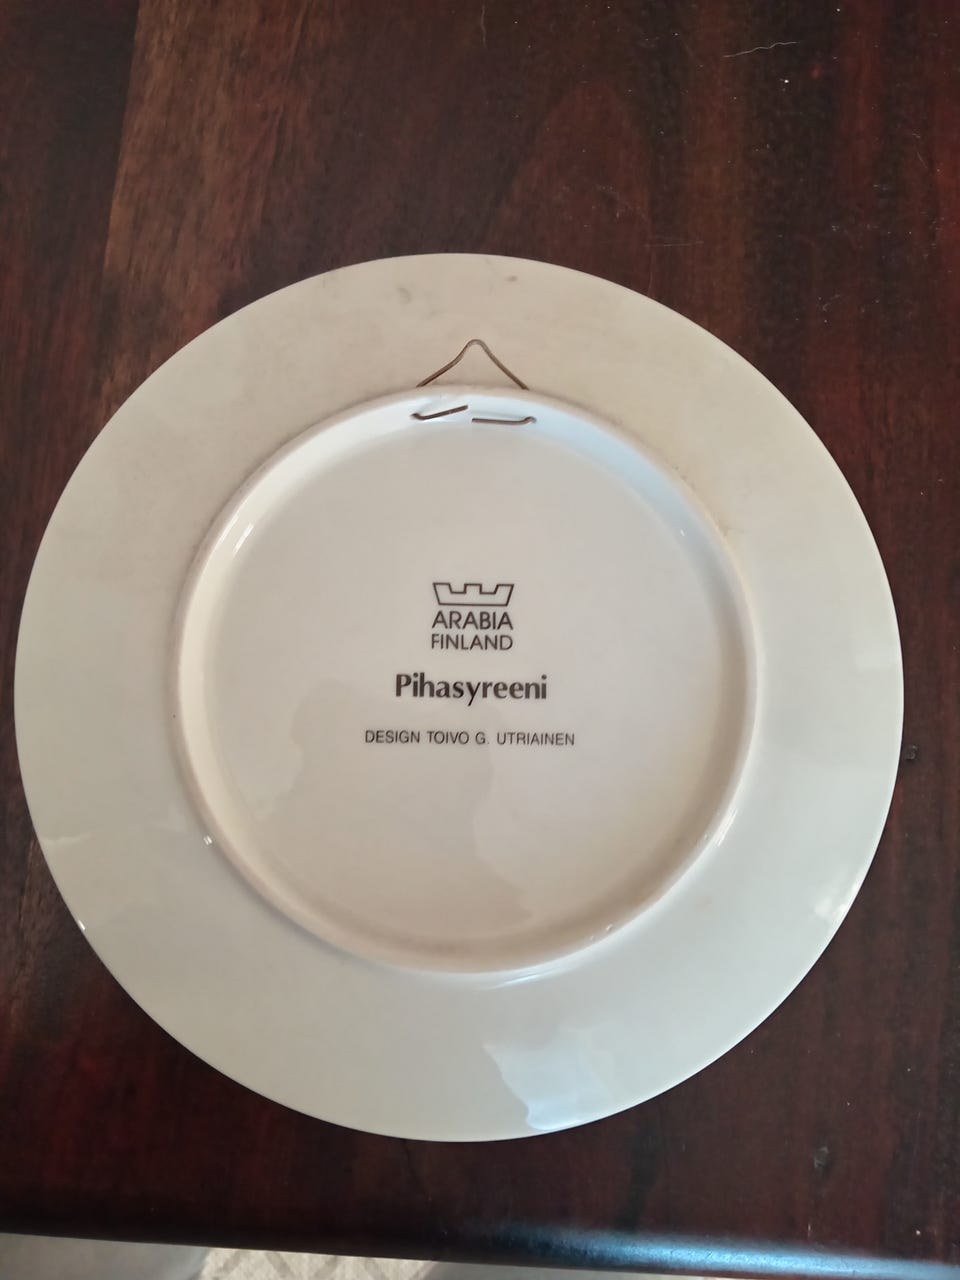 ARABIA
FINLAND
Pihasyreeni
DESIGN TOIVO G. UTRIAINEN